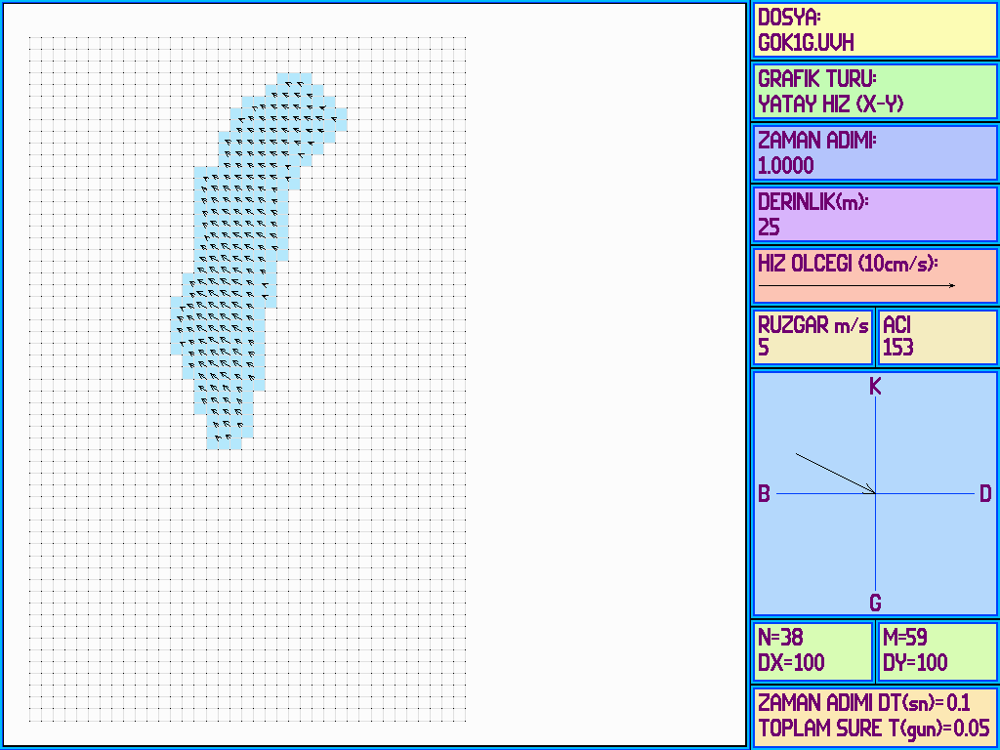 DOSYA:
GOK1G.UVH
GRAFIK TURU:
YATAY HIZ (X-Y)
ZAMAN ADIMI:
1.0000
DERINLIK(m):
25
HIZ OLCEGI (10cm/s):
RUZGAR m/s
5
ACI
153
K
B
D
G
N=38
DX=100
M=59
DY=100
ZAMAN ADIMI DT(sn)=0.1
TOPLAM SURE T(gun)=0.05